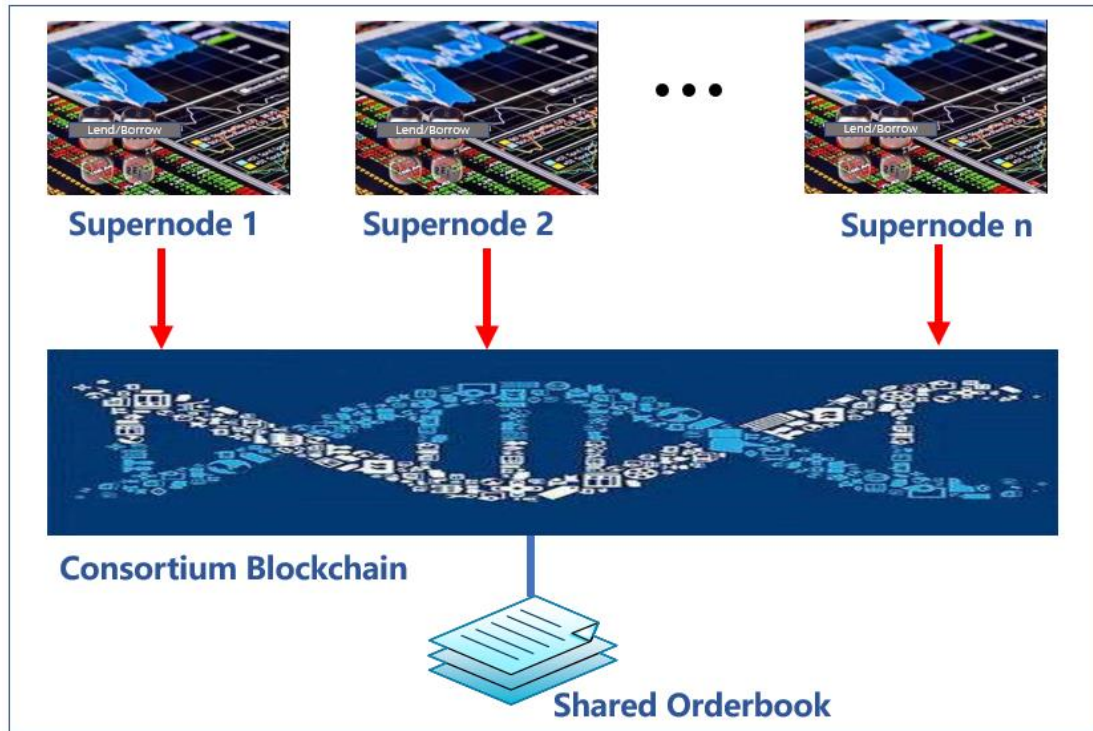 Lend/Borrow
Lend/Borrow
Lend/Borrow
Supernode 1
Supernode 2
Supernode n
Consortium Blockchain
Shared Orderbook